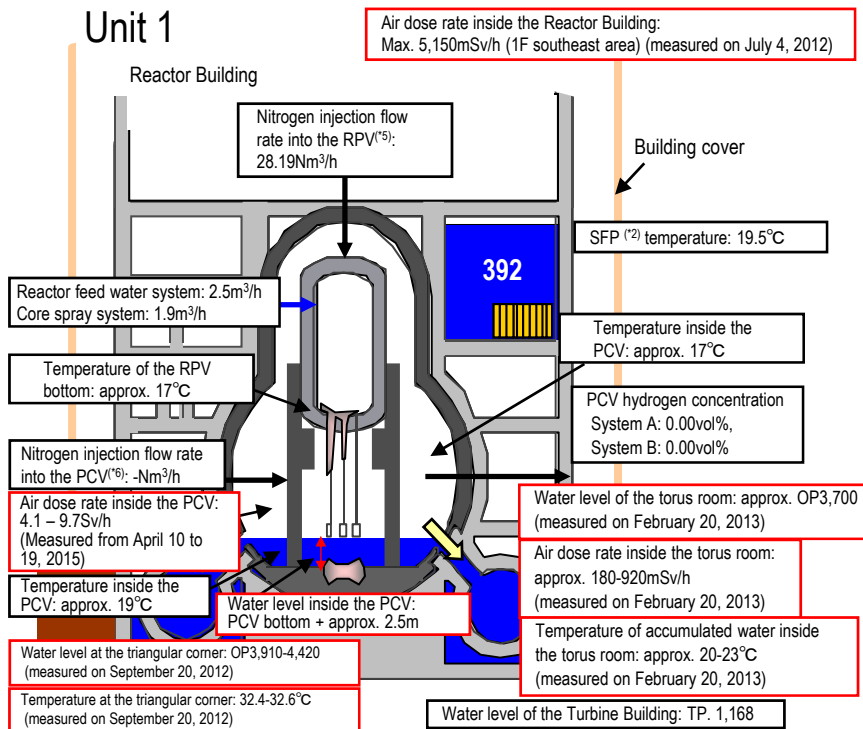 Unit 1
Air dose rate inside the Reactor Building:
Max. 5,150mSv/h (1F southeast area) (measured on July 4, 2012)
Reactor Building
Nitrogen injection flow
rate into the RPV(*5):
28.19Nm3/h
Building cover
SFP (*2) temperature: 19.5℃
392
Reactor feed water system: 2.5m3/h
Core spray system: 1.9m3/h
Temperature inside the
PCV: approx. 17℃
Temperature of the RPV
bottom: approx. 17℃
PCV hydrogen concentration
System A: 0.00vol%,
System B: 0.00vol%
Nitrogen injection flow rate
into the PCV(*6): -Nm3/h
Air dose rate inside the PCV:
4.1 – 9.7Sv/h
(Measured from April 10 to
19, 2015)
Water level of the torus room: approx. OP3,700
(measured on February 20, 2013)
Air dose rate inside the torus room:
approx. 180-920mSv/h
(measured on February 20, 2013)
Temperature inside the
PCV: approx. 19℃
Water level inside the PCV:
PCV bottom + approx. 2.5m
Temperature of accumulated water inside
the torus room: approx. 20-23℃
(measured on February 20, 2013)
Water level at the triangular corner: OP3,910-4,420
(measured on September 20, 2012)
Temperature at the triangular corner: 32.4-32.6℃
(measured on September 20, 2012)
Water level of the Turbine Building: TP. 1,168